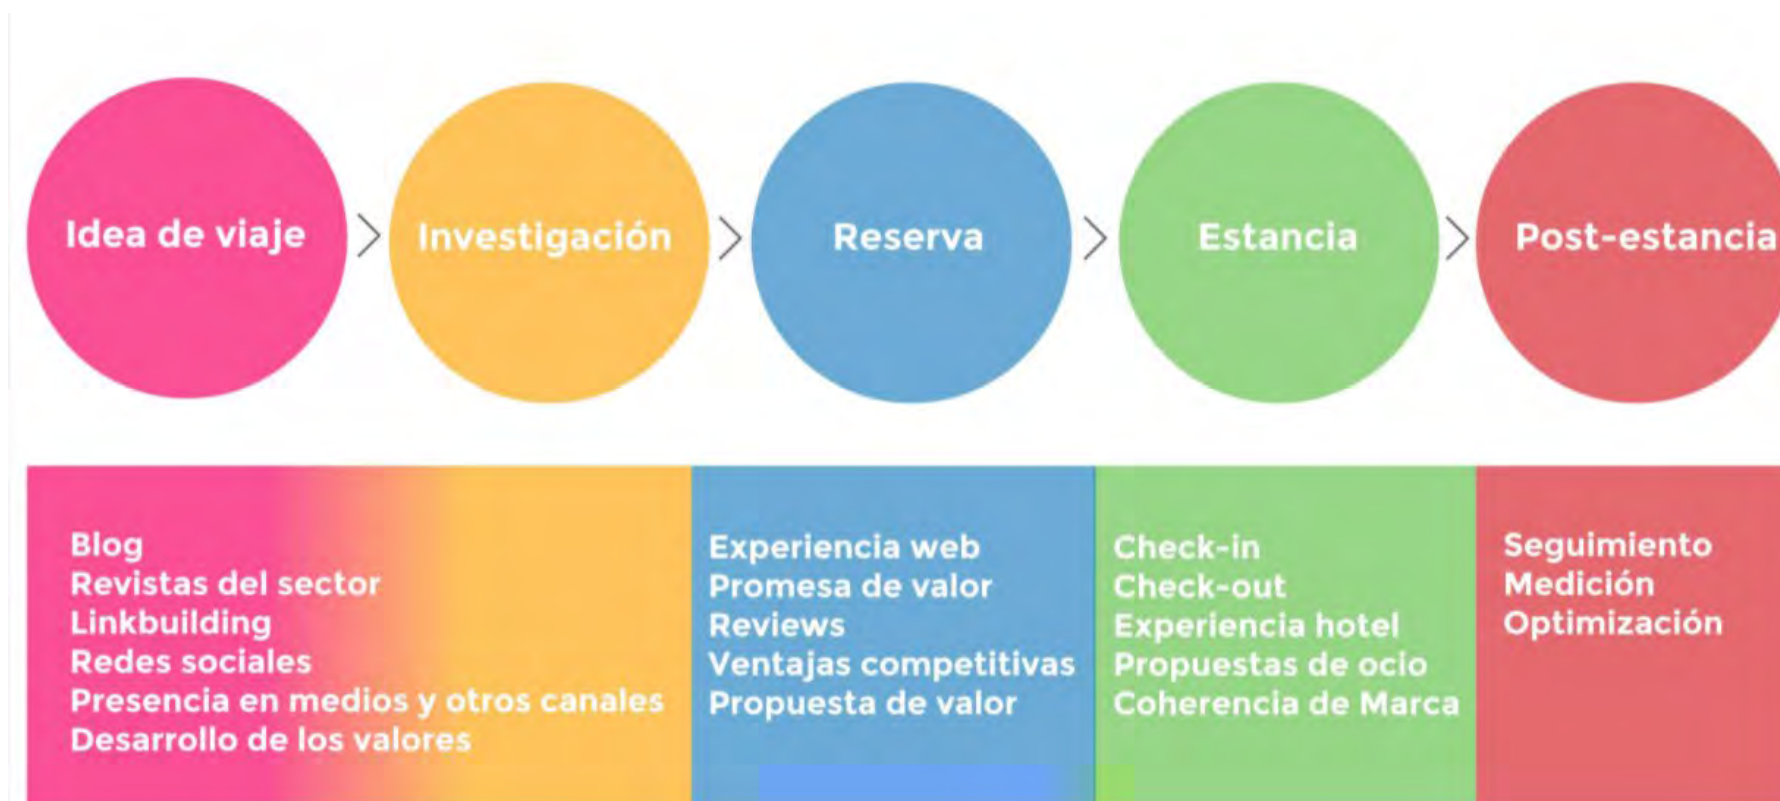 Idea de viaje
Investigación
Reserva
Estancia
Post-estancia
Blog
Revistas del sector
Linkbuilding
Redes sociales
Presencia en medios y otros canales
Desarrollo de los valores
Experiencia web
Promesa de valor
Reviews
Ventajas competitivas
Propuesta de valor
Check-in
Check-out
Experiencia hotel
Propuestas de ocio
Coherencia de Marca
Seguimiento
Medición
Optimización